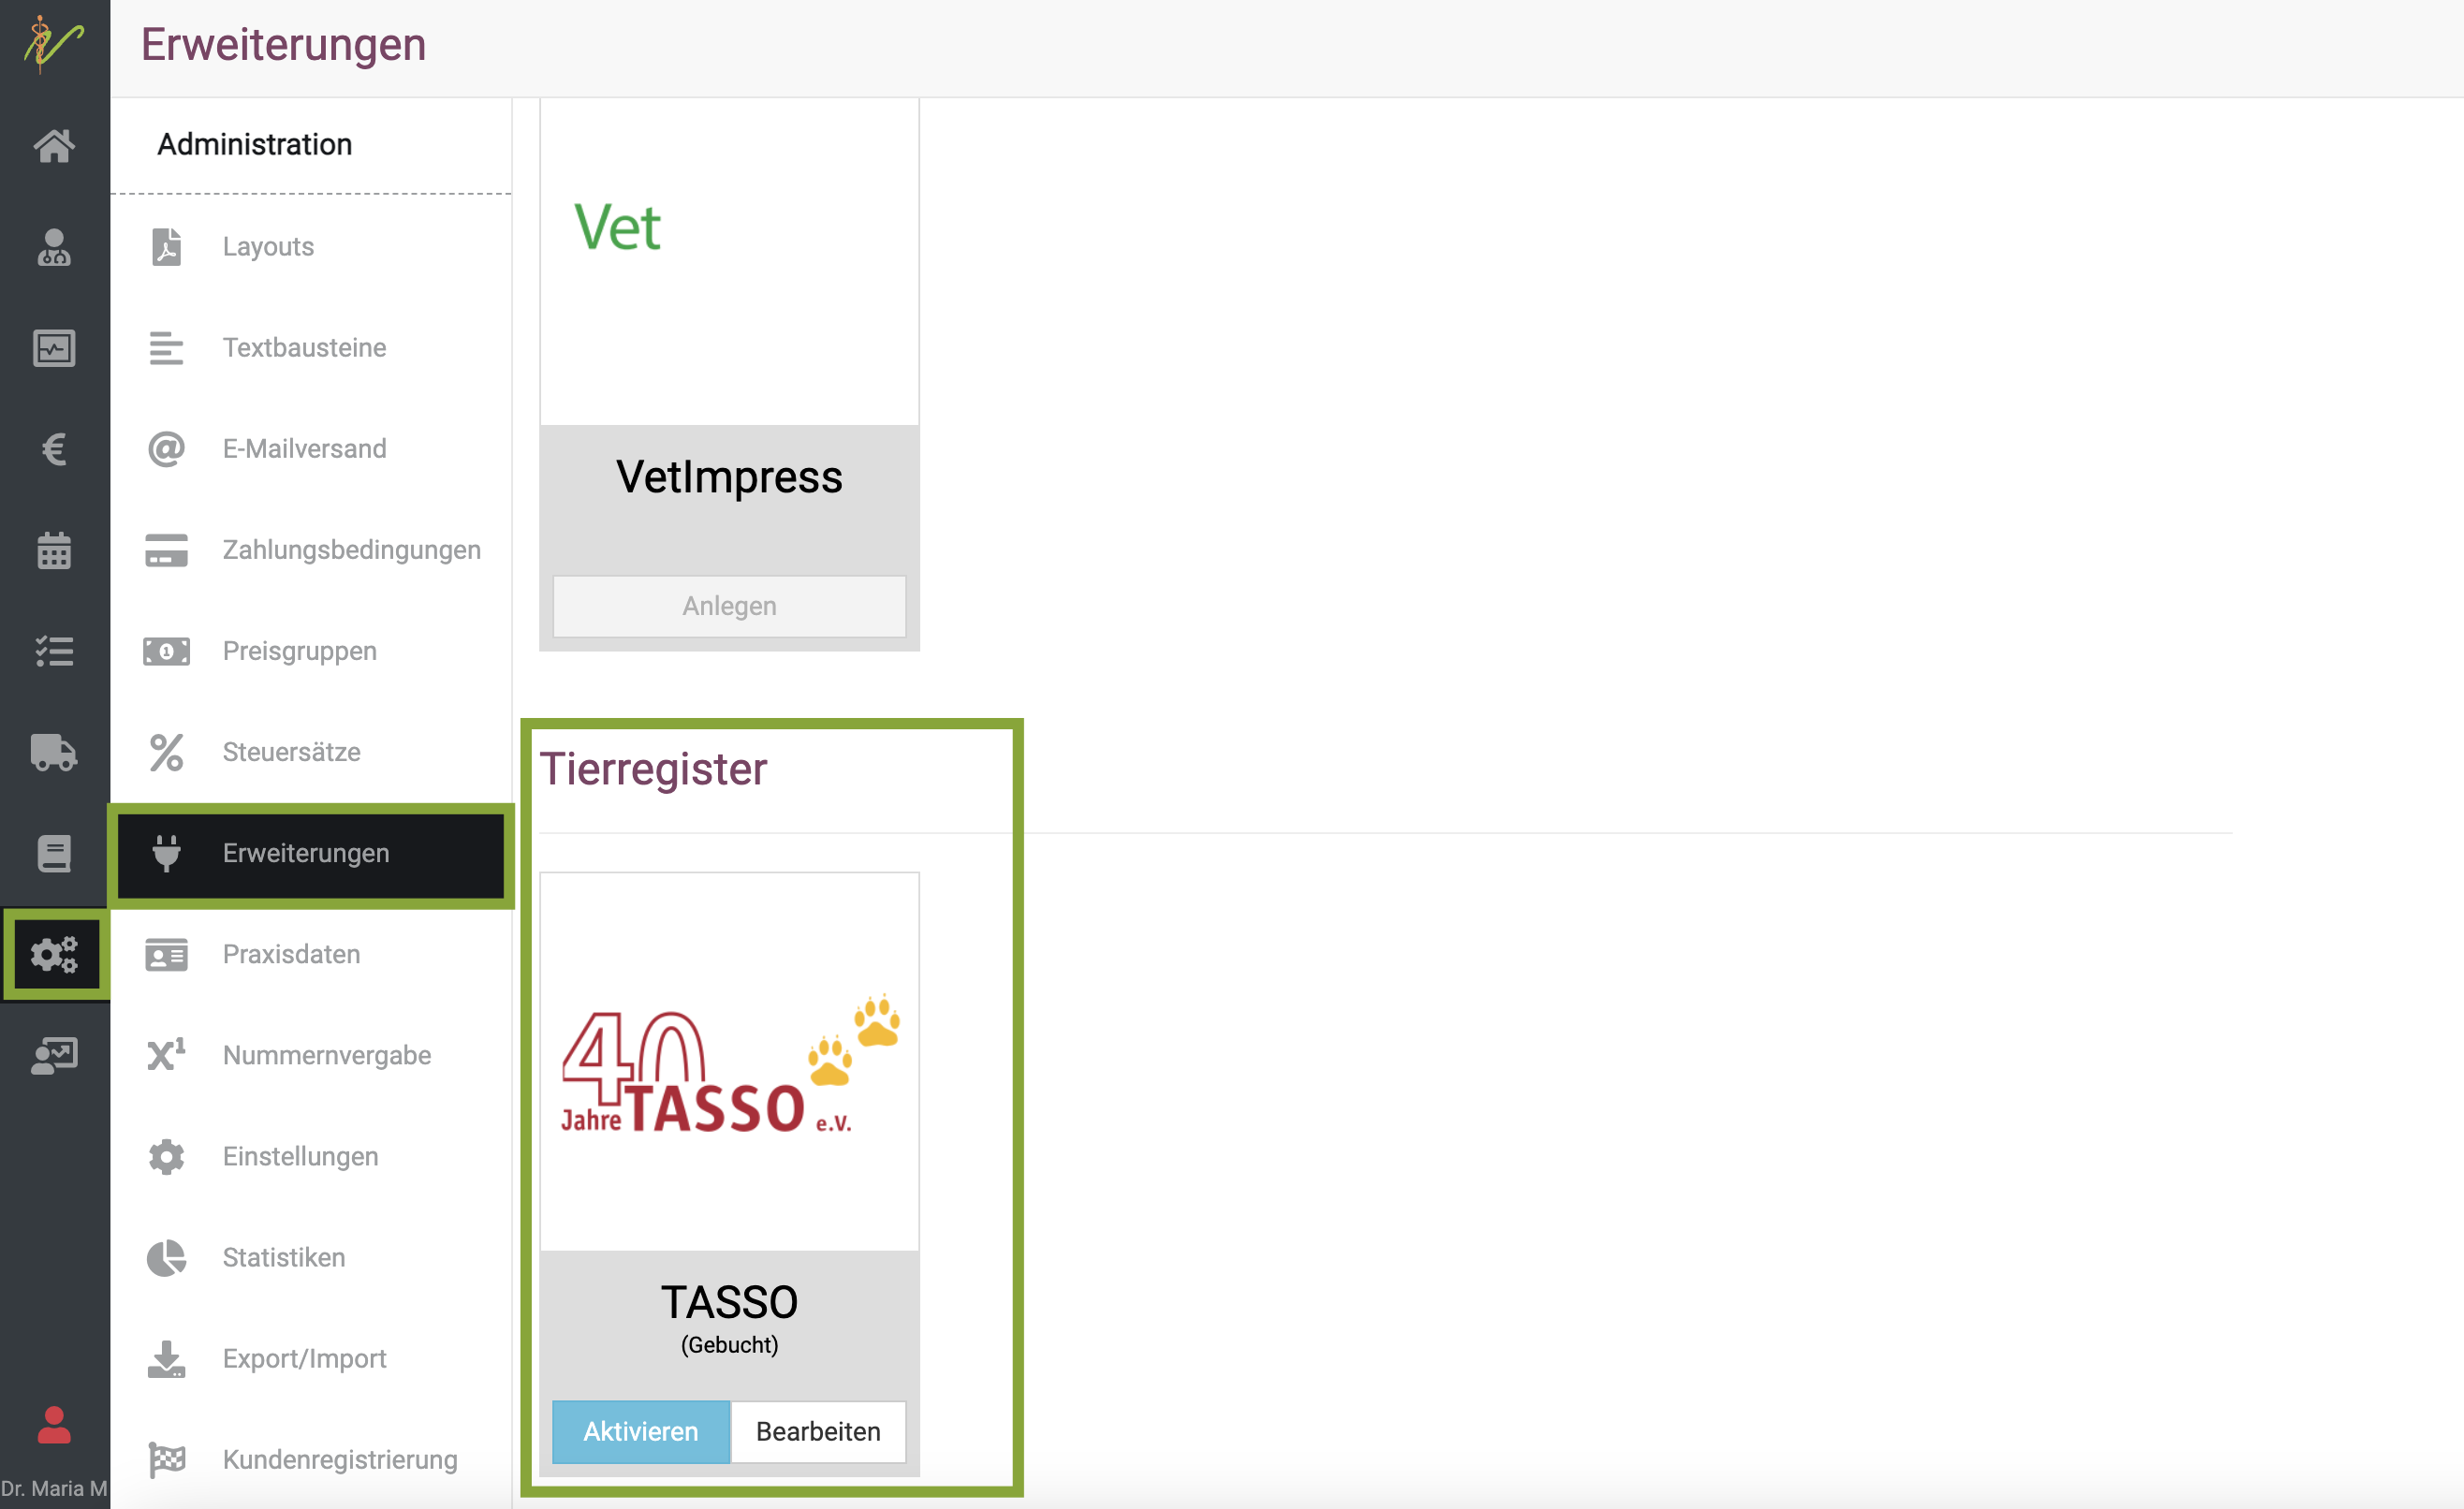 Erweiterungen
Administration
Layouts
Textbausteine
E-Mailversand
Zahlungsbedingungen
Preisgruppen
Steuersätze
Erweiterungen
Praxisdaten
Nummernvergabe
Einstellungen
Statistiken
Export/Import
Kundenregistrierung
Dr. Maria M
Vet
VetImpress
Anlegen
Tierregister
40
Jahre TASSO e.V.
TASSO
(Gebucht)
Aktivieren
Bearbeiten